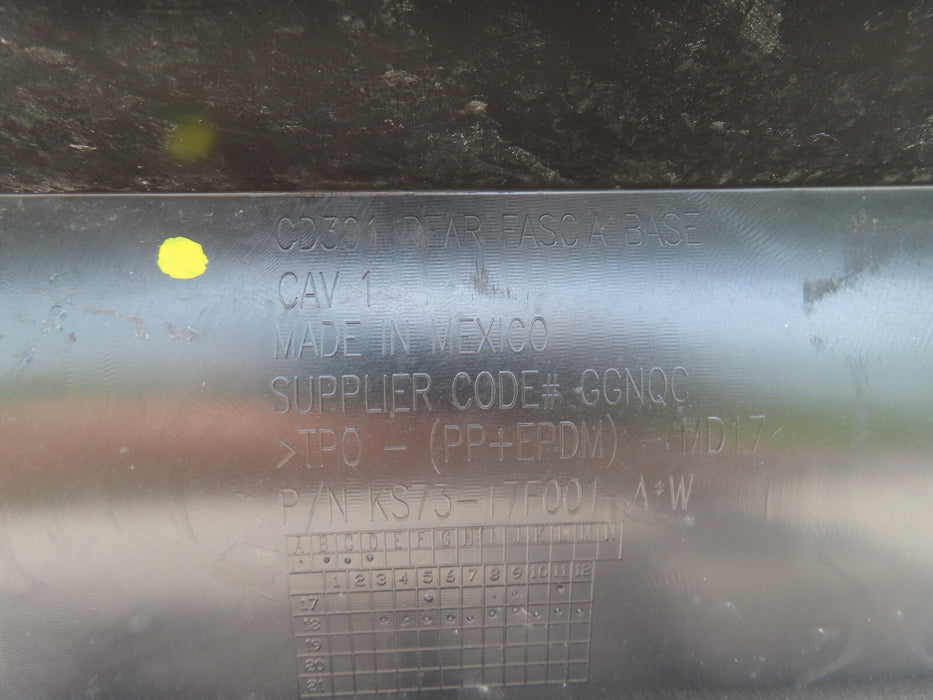 CD391 REAR FASCIA BASE
CAV 1
MADE IN MEXICO
SUPPLIER CODE# GGNQC
>TPO - (PP+EPDM) - MD17<
P/N KS73-17F001-A*W
A B C D E F G H I J K L M N
1 2 3 4 5 6 7 8 9 10 11 12
17
18
19
20
21